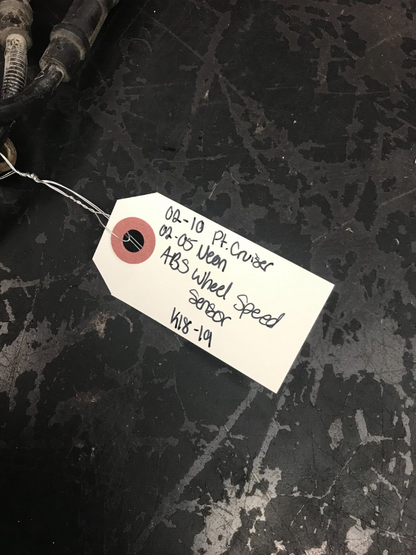 02-10 Pt. Cruiser
02-05 Neon
ABS Wheel Speed
Sensor
K18-19